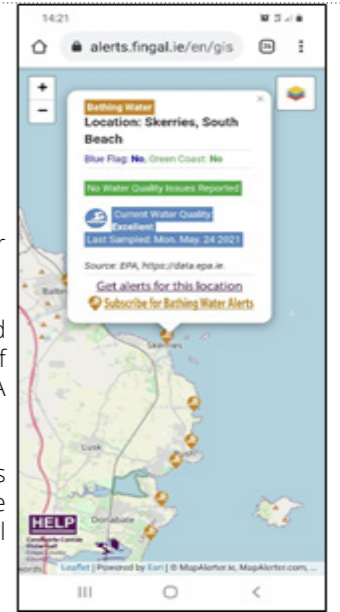 14:21
alerts.fingal.ie/en/gis
+
-
Bathing Water
Location: Skerries, South
Beach
Blue Flag: No, Green Coast: No
No Water Quality Issues Reported
Current Water Quality:
Excellent
Last Sampled: Mon, May. 24 2021
Source: EPA, https://data.epa.ie.
Get alerts for this location
Subscribe for Bathing Water Alerts
Skerries
Lusk
Rush
Donabate
HELP
Leaflet | Powered by Esri | © MapAlerter.ie, MapAlerter.com, ...